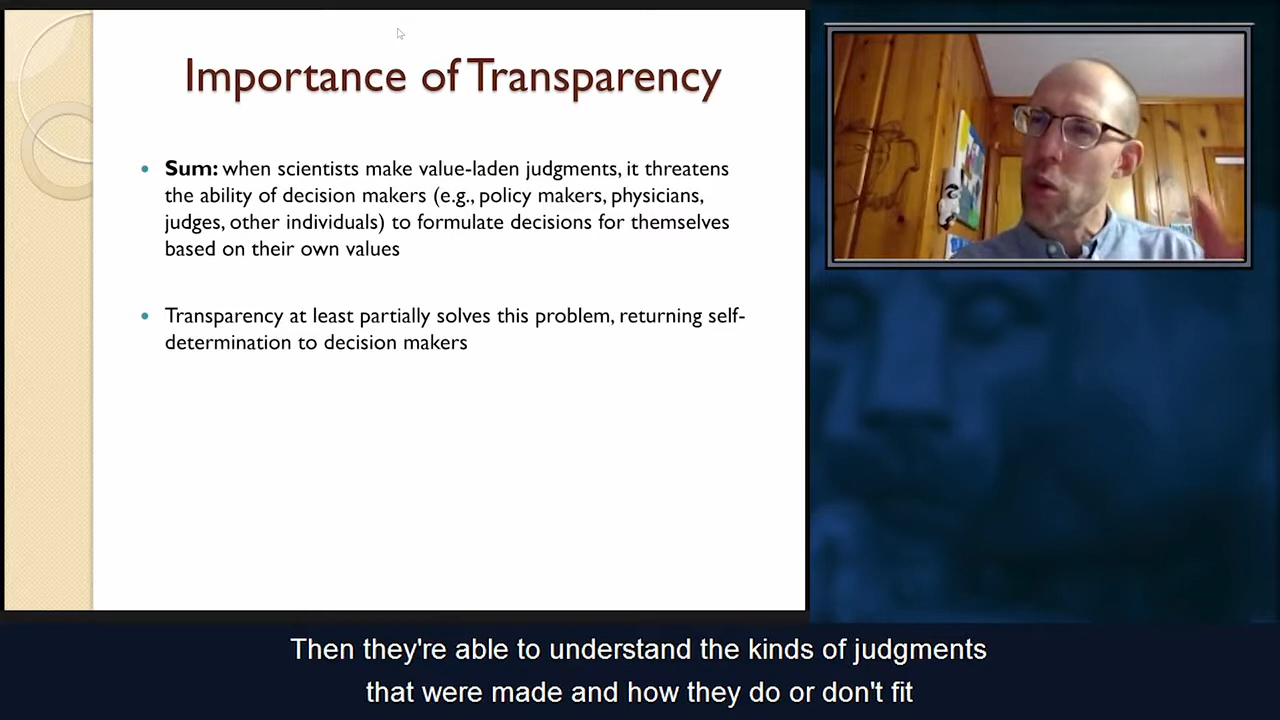 Importance of Transparency
• Sum: when scientists make value-laden judgments, it threatens
the ability of decision makers (e.g., policy makers, physicians,
judges, other individuals) to formulate decisions for themselves
based on their own values
• Transparency at least partially solves this problem, returning self-
determination to decision makers
Then they're able to understand the kinds of judgments
that were made and how they do or don't fit